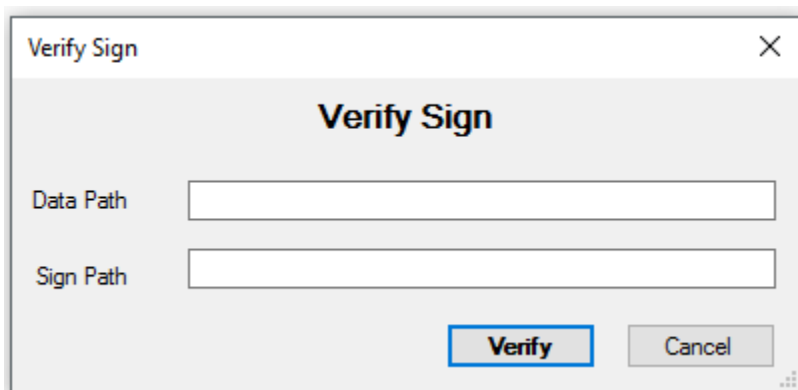 Verify Sign
Verify Sign
Data Path
Sign Path
Verify Cancel